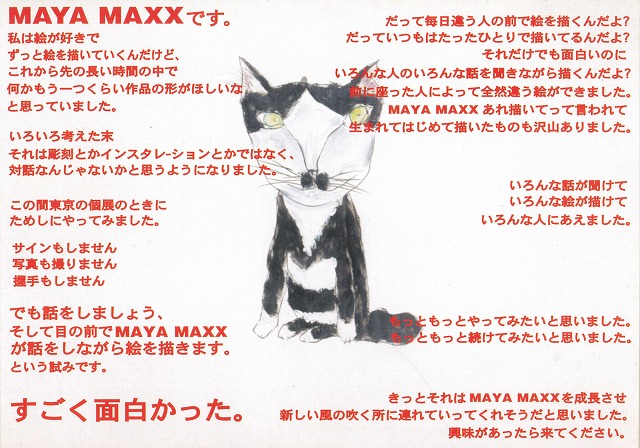 MAYA MAXXです。
私は絵が好きで
ずっと絵を描いていくんだけど、
これから先の長い時間の中で
何かもう一つくらい作品の形がほしいな
と思っていました。
いろいろ考えた末
それは彫刻とかインスタレーションとかではなく、
対話なんじゃないかと思うようになりました。
この間東京の個展のときに
ためしにやってみました。
サインもしません
写真も撮りません
握手もしません
でも話をしましょう、
そして目の前でMAYA MAXX
が話をしながら絵を描きます。
という試みです。
すごく面白かった。
だって毎日違う人の前で絵を描くんだよ?
だっていつもはたったひとりで描いてるんだよ?
それだけでも面白いのに
いろんな人のいろんな話を聞きながら描くんだよ?
前に座った人によって全然違う絵ができました。
MAYA MAXXあれ描いてって言われて
生まれてはじめて描いたものも沢山ありました。
いろんな話が聞けて
いろんな絵が描けて
いろんな人にあえました。
もっともっとやってみたいと思いました。
もっともっと続けてみたいと思いました。
きっとそれはMAYA MAXXを成長させ
新しい風の吹く所に連れていってくれそうだと思いました。
興味があったら来てください。